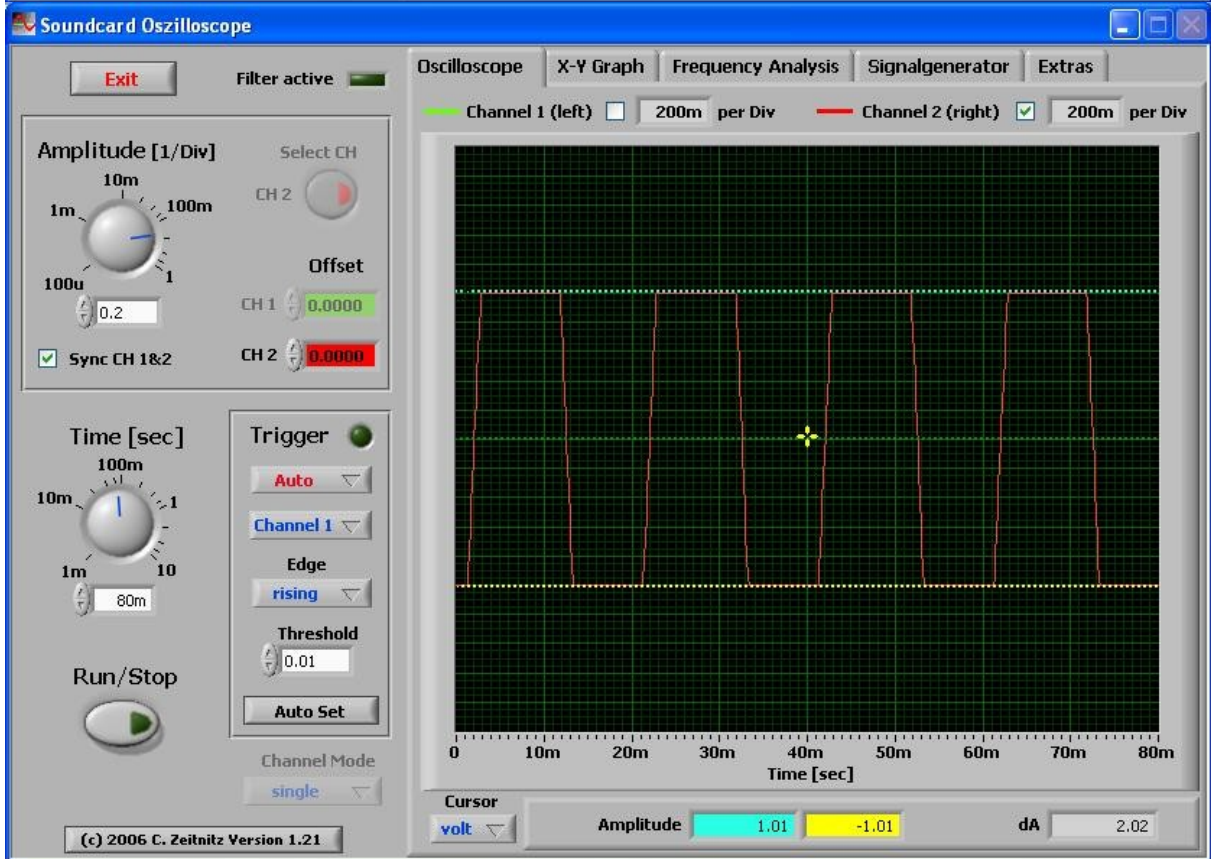 Soundcard Oszilloscope
Exit
Filter active
Amplitude [1/Div]
10m
1m
100m
100u
1
0.2
Sync CH 1&2
Select CH
CH 2
Offset
CH 1 0.0000
CH 2 0.0000
Time [sec]
100m
10m
1
1m
10
80m
Run/Stop
Trigger
Auto
Channel 1
Edge
rising
Threshold
0.01
Auto Set
Channel Mode
single
(c) 2006 C. Zeitnitz Version 1.21
Oscilloscope X-Y Graph Frequency Analysis Signalgenerator Extras
Channel 1 (left) 200m per Div Channel 2 (right) 200m per Div
0 10m 20m 30m 40m 50m 60m 70m 80m
Time [sec]
Cursor
volt
Amplitude 1.01 -1.01 dA 2.02